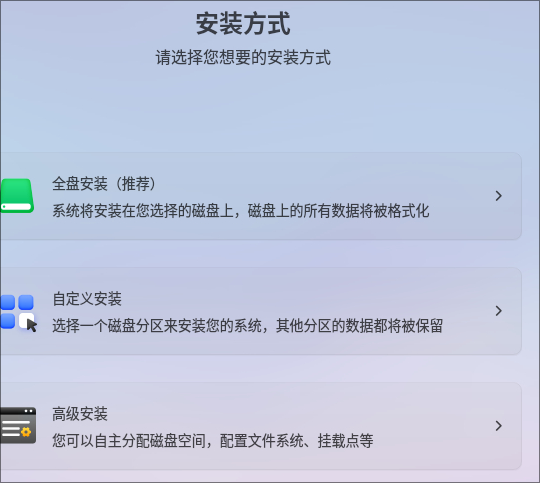 安装方式
请选择您想要的安装方式
全盘安装（推荐）
系统将安装在您选择的磁盘上，磁盘上的所有数据将被格式化
自定义安装
选择一个磁盘分区来安装您的系统，其他分区的数据都将被保留
高级安装
您可以自主分配磁盘空间，配置文件系统、挂载点等